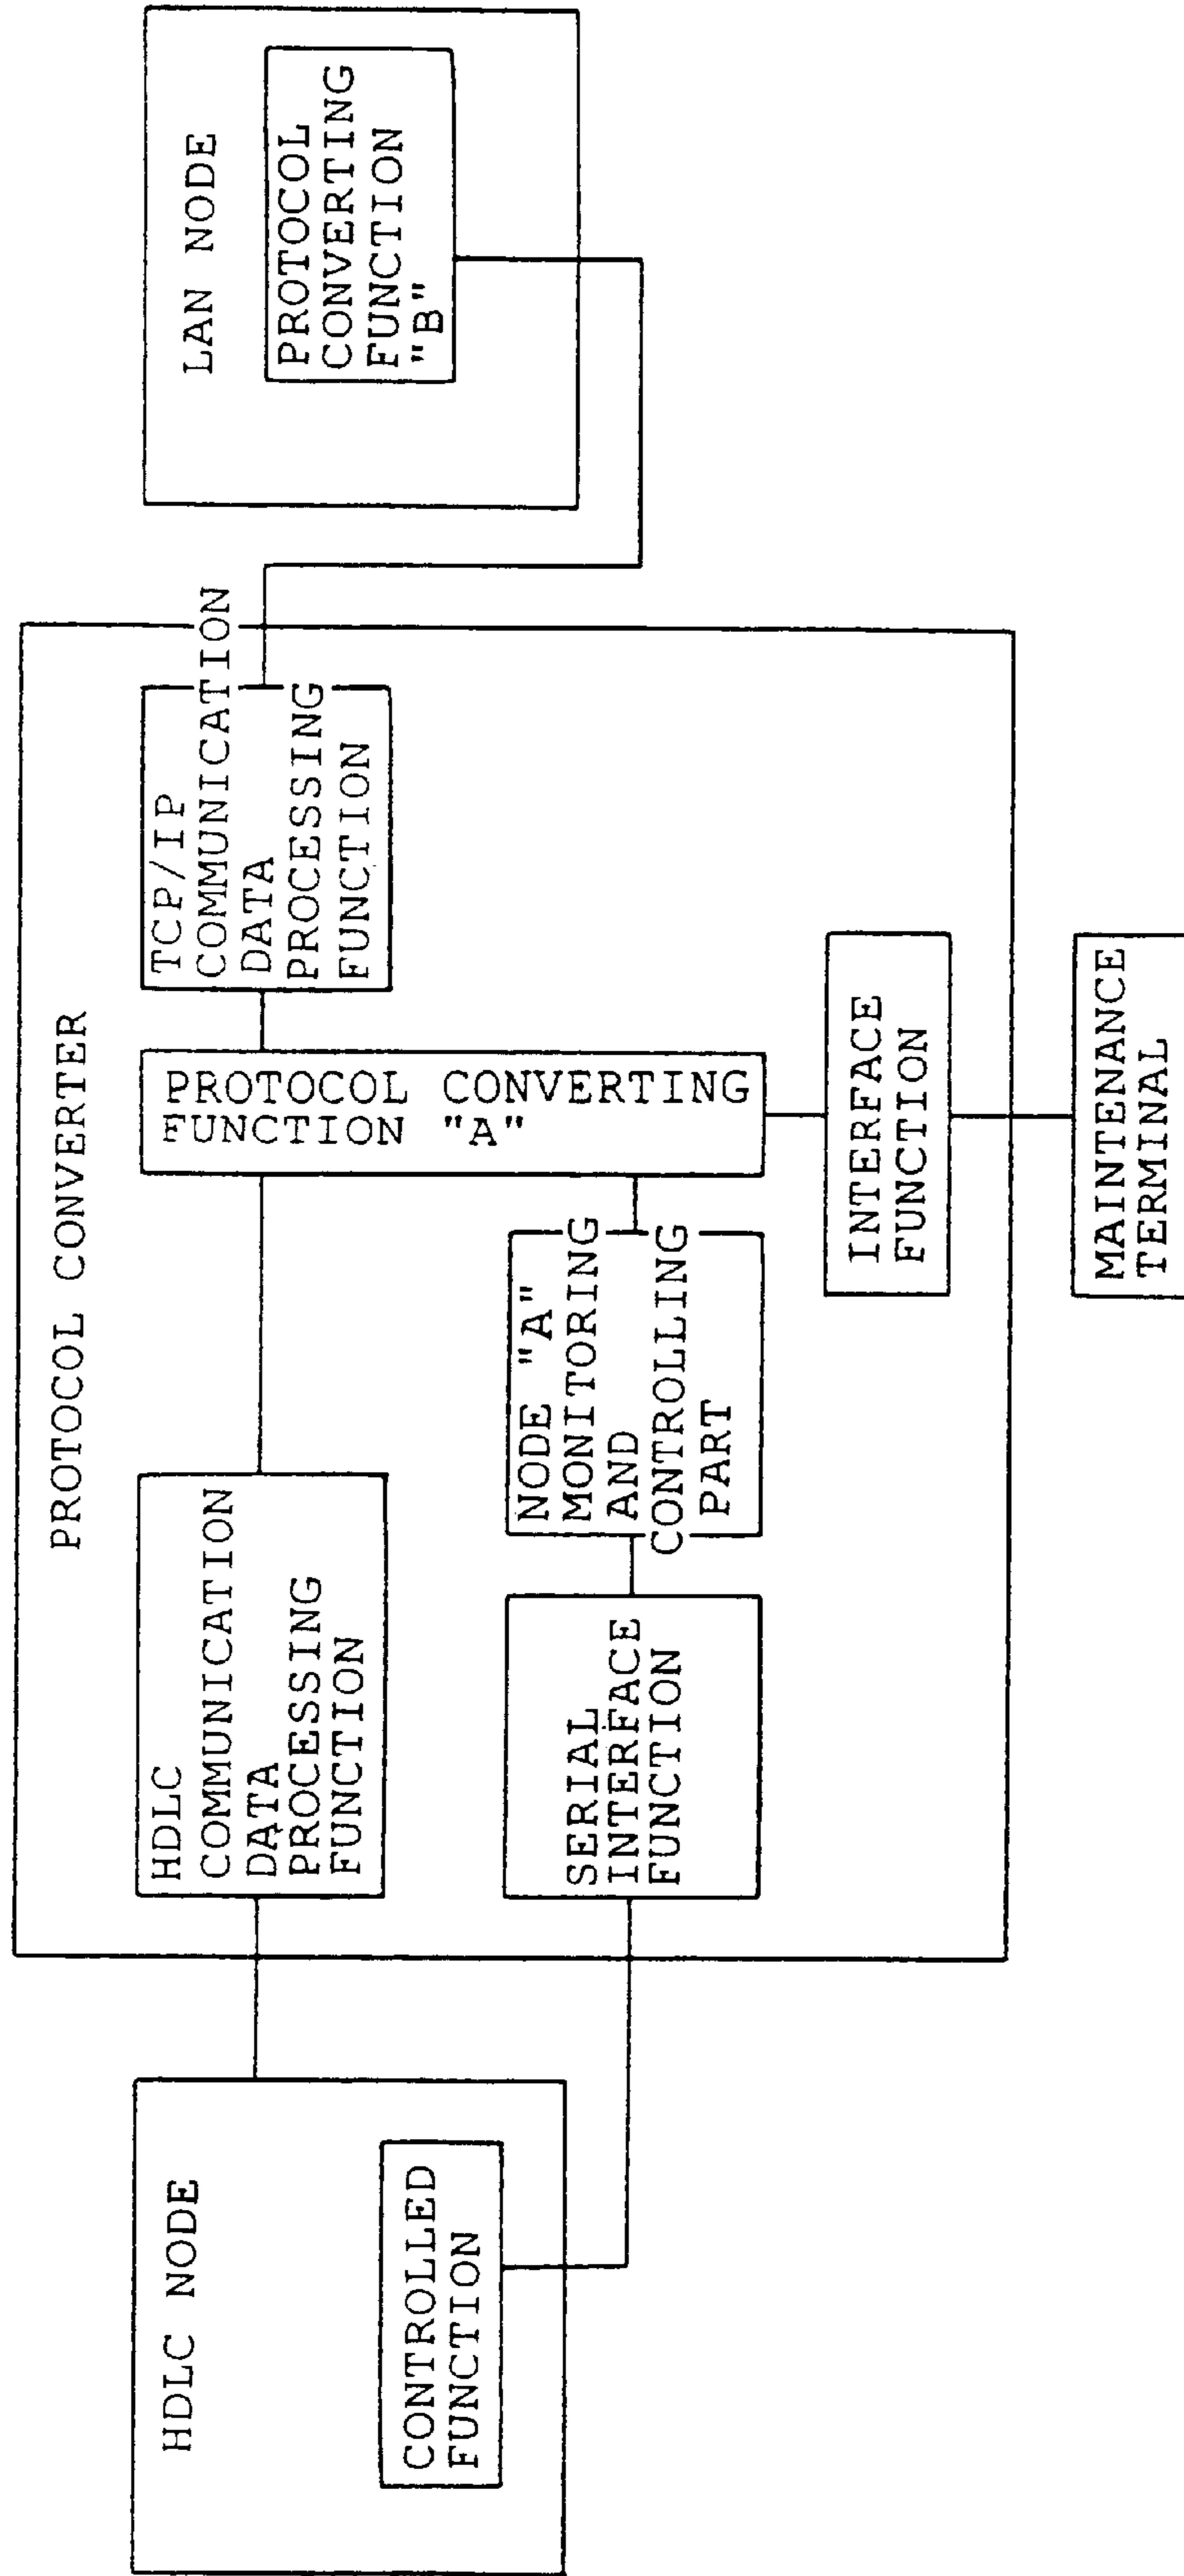 PROTOCOL CONVERTER
HDLC NODE
CONTROLLED
FUNCTION
HDLC
COMMUNICATION
DATA
PROCESSING
FUNCTION
SERIAL
INTERFACE
FUNCTION
NODE "A"
MONITORING
AND
CONTROLLING
PART
PROTOCOL CONVERTING
FUNCTION "A"
TCP/IP
COMMUNICATION
DATA
PROCESSING
FUNCTION
INTERFACE
FUNCTION
MAINTENANCE
TERMINAL
LAN NODE
PROTOCOL
CONVERTING
FUNCTION
"B"